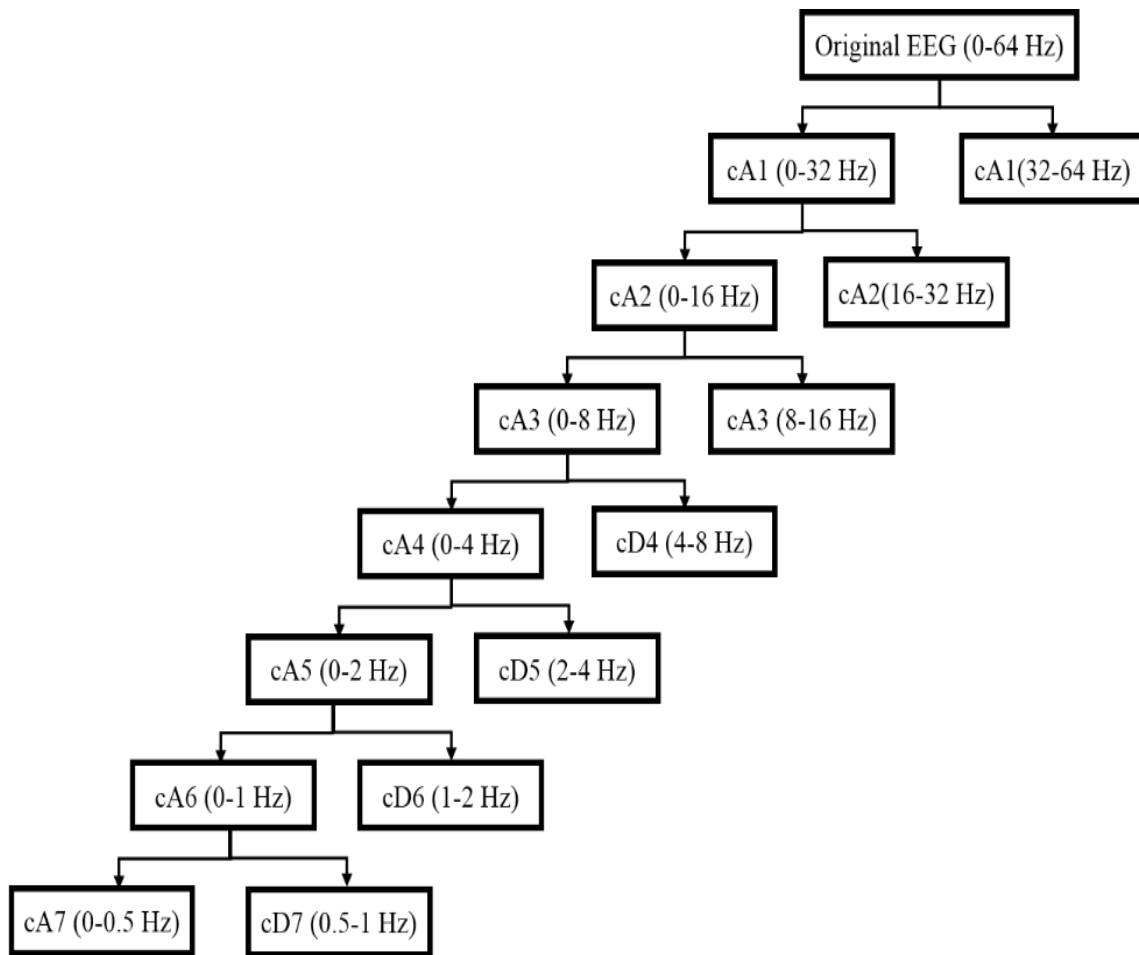 Original EEG (0-64 Hz)
cA1 (0-32 Hz)
cA1(32-64 Hz)
cA2 (0-16 Hz)
cA2(16-32 Hz)
cA3 (0-8 Hz)
cA3 (8-16 Hz)
cA4 (0-4 Hz)
cD4 (4-8 Hz)
cA5 (0-2 Hz)
cD5 (2-4 Hz)
cA6 (0-1 Hz)
cD6 (1-2 Hz)
cA7 (0-0.5 Hz)
cD7 (0.5-1 Hz)